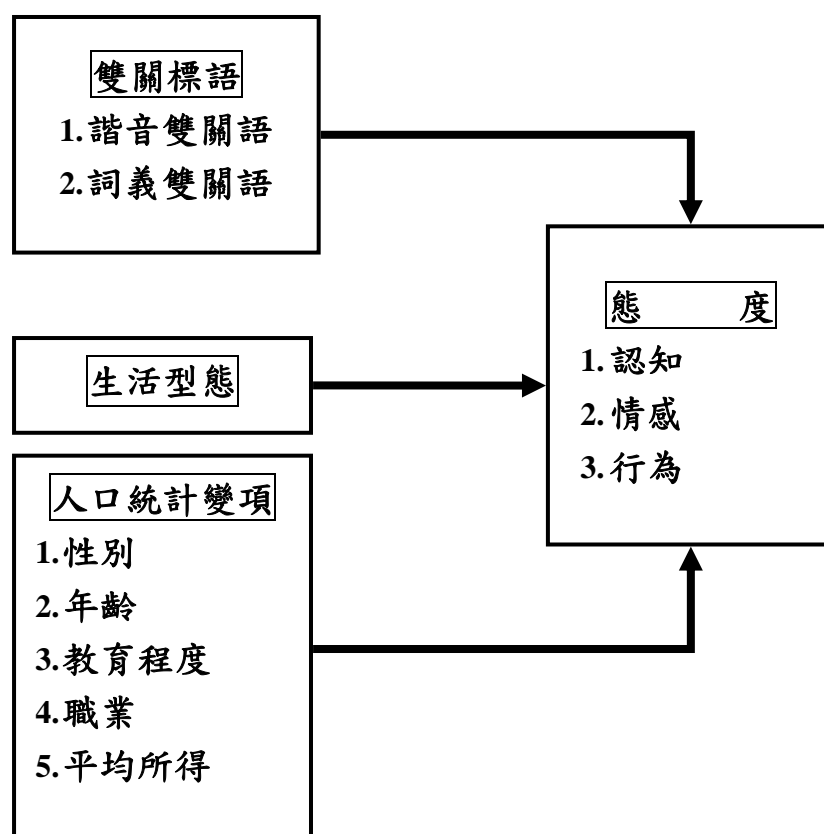 雙關標語
1.諧音雙關語
2.詞義雙關語
態 度
1.認知
2.情感
3.行為
生活型態
人口統計變項
1.性別
2.年齡
3.教育程度
4.職業
5.平均所得